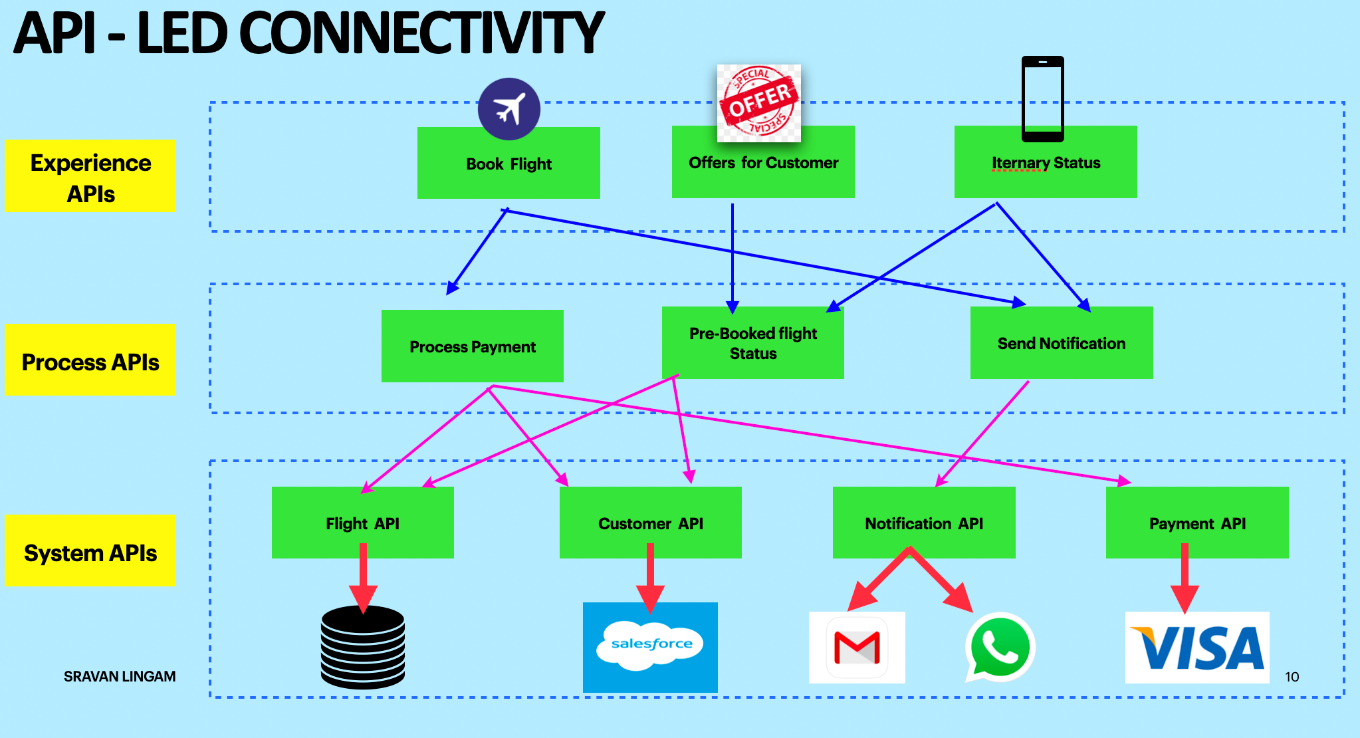 API - LED CONNECTIVITY
SPECIAL
OFFER
SPECIAL
Experience
APIs
Book Flight
Offers for Customer
Iternary Status
Process APIs
Process Payment
Pre-Booked flight
Status
Send Notification
System APIs
Flight API
Customer API
Notification API
Payment API
salesforce
VISA
SRAVAN LINGAM
10